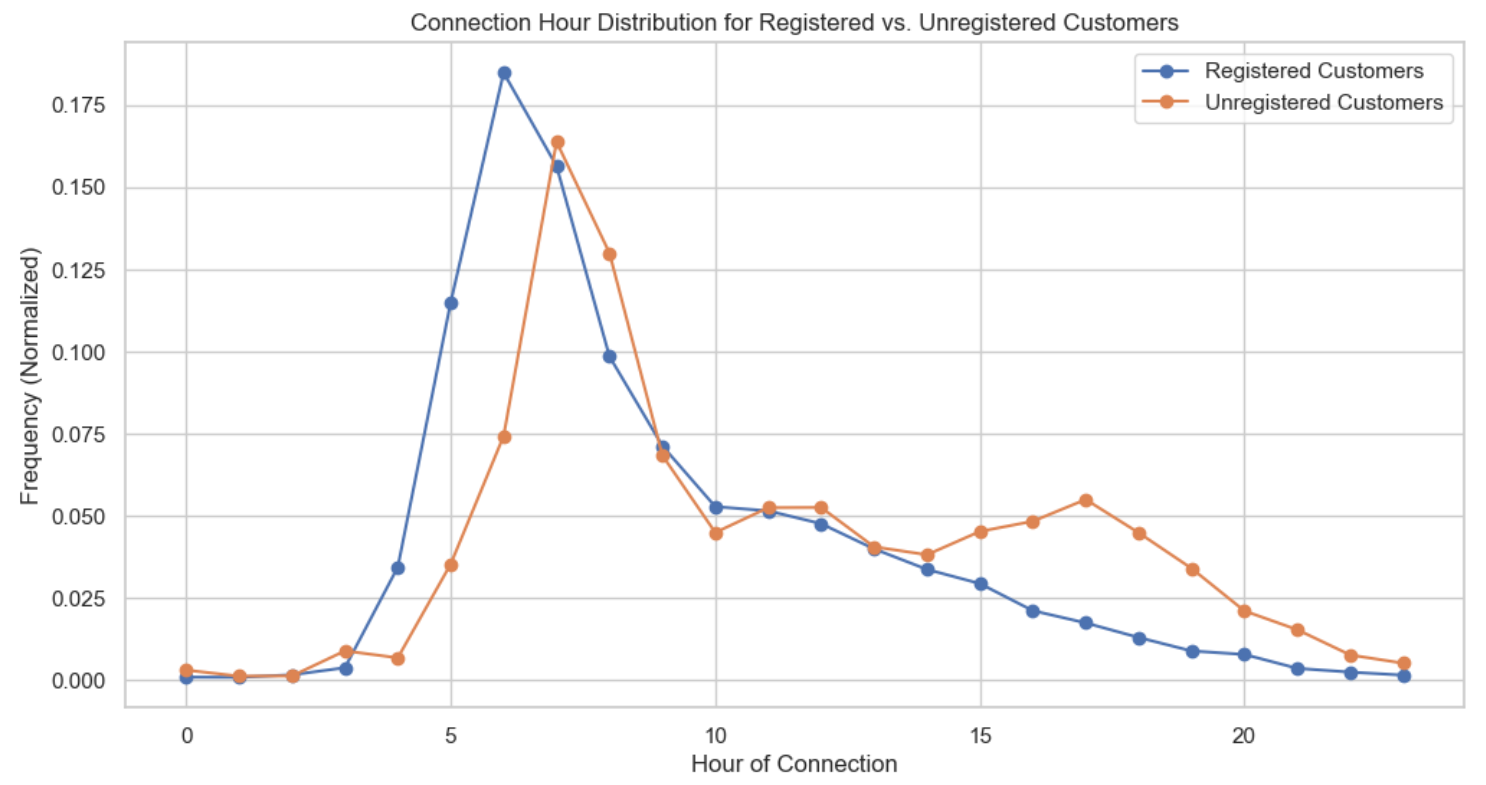 Connection Hour Distribution for Registered vs. Unregistered Customers
Registered Customers
Unregistered Customers
0.175
0.150
0.125
0.100
0.075
0.050
0.025
0.000
Frequency (Normalized)
0 5 10 15 20
Hour of Connection